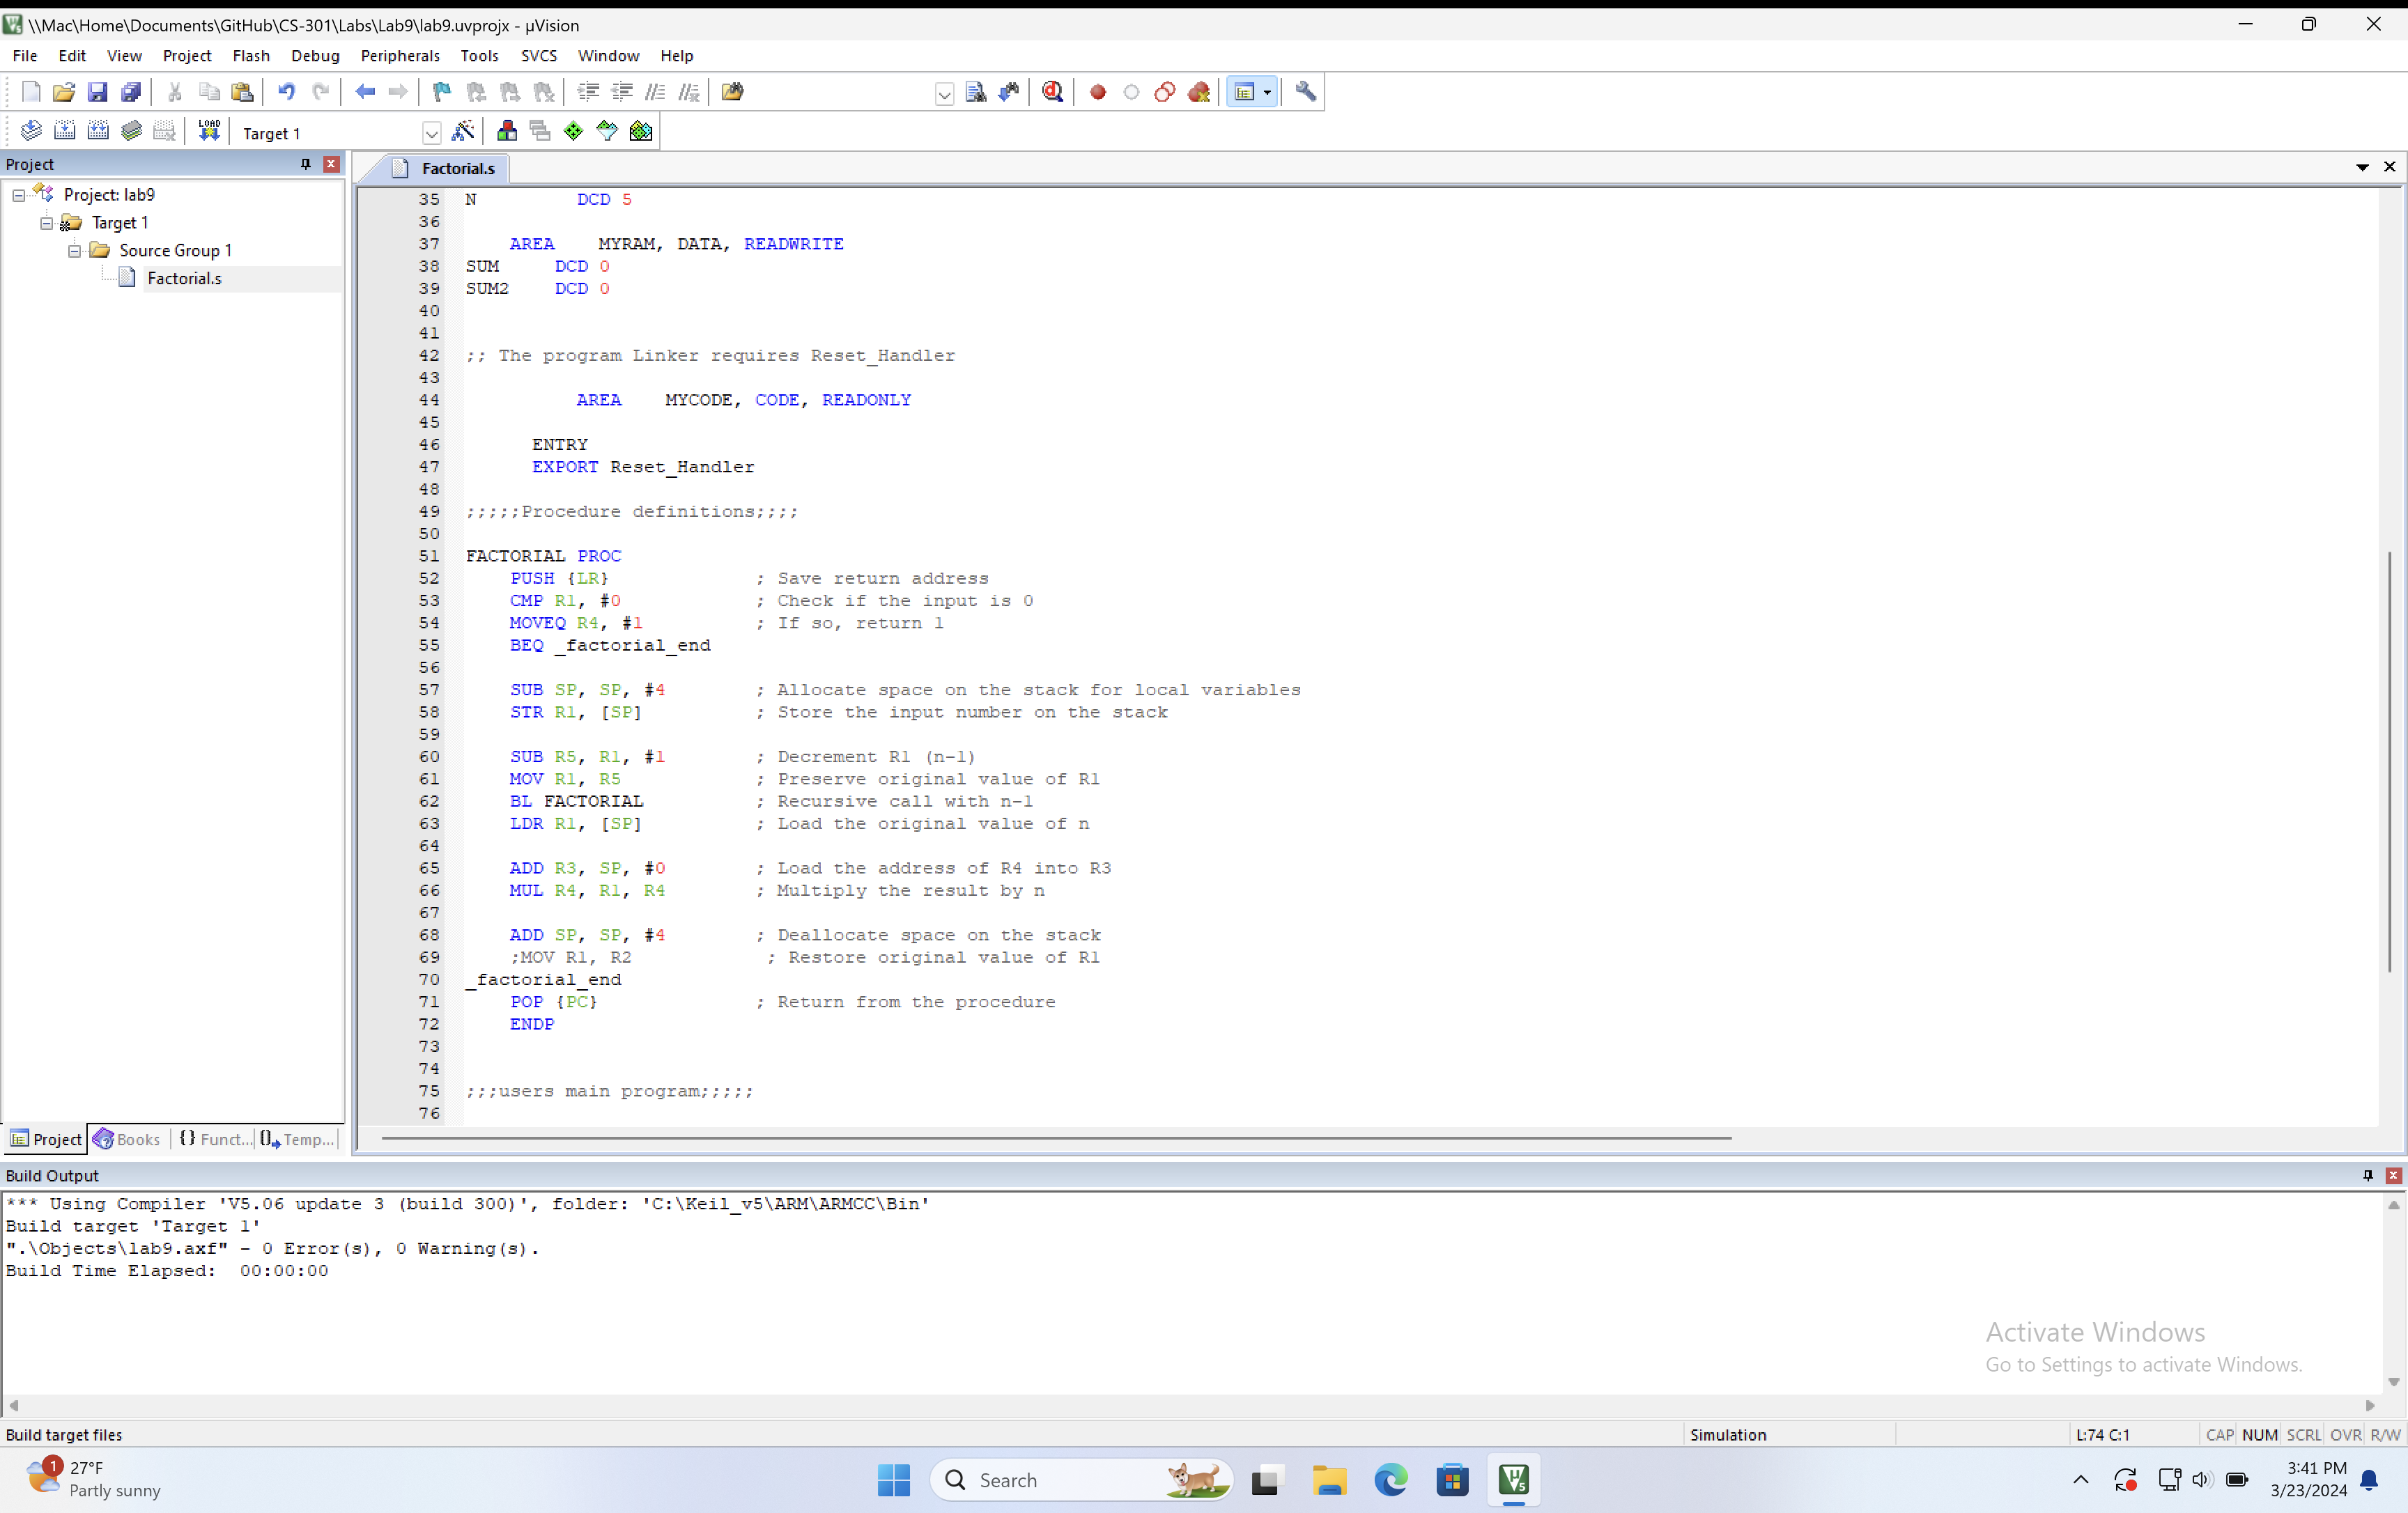 \\Mac\Home\Documents\GitHub\CS-301\Labs\Lab9\lab9.uvprojx - µVision
File Edit View Project Flash Debug Peripherals Tools SVCS Window Help
LOAD
Target 1
Project
Project: lab9
Target 1
Source Group 1
Factorial.s
Factorial.s
35 N DCD 5
36
37 AREA MYRAM, DATA, READWRITE
38 SUM DCD 0
39 SUM2 DCD 0
40
41
42 ;; The program Linker requires Reset_Handler
43
44 AREA MYCODE, CODE, READONLY
45
46 ENTRY
47 EXPORT Reset_Handler
48
49 ;;;;;Procedure definitions;;;;
50
51 FACTORIAL PROC
52 PUSH {LR} ; Save return address
53 CMP R1, #0 ; Check if the input is 0
54 MOVEQ R4, #1 ; If so, return 1
55 BEQ _factorial_end
56
57 SUB SP, SP, #4 ; Allocate space on the stack for local variables
58 STR R1, [SP] ; Store the input number on the stack
59
60 SUB R5, R1, #1 ; Decrement R1 (n-1)
61 MOV R1, R5 ; Preserve original value of R1
62 BL FACTORIAL ; Recursive call with n-1
63 LDR R1, [SP] ; Load the original value of n
64
65 ADD R3, SP, #0 ; Load the address of R4 into R3
66 MUL R4, R1, R4 ; Multiply the result by n
67
68 ADD SP, SP, #4 ; Deallocate space on the stack
69 ;MOV R1, R2 ; Restore original value of R1
70 _factorial_end
71 POP {PC} ; Return from the procedure
72 ENDP
73
74
75 ;;;users main program;;;;;
76
Project Books {} Funct... Temp...
Build Output
*** Using Compiler 'V5.06 update 3 (build 300)', folder: 'C:\Keil_v5\ARM\ARMCC\Bin'
Build target 'Target 1'
".\Objects\lab9.axf" - 0 Error(s), 0 Warning(s).
Build Time Elapsed: 00:00:00
Activate Windows
Go to Settings to activate Windows.
Build target files Simulation L:74 C:1 CAP NUM SCRL OVR R/W
1
27°F
Partly sunny
Search
3:41 PM
3/23/2024